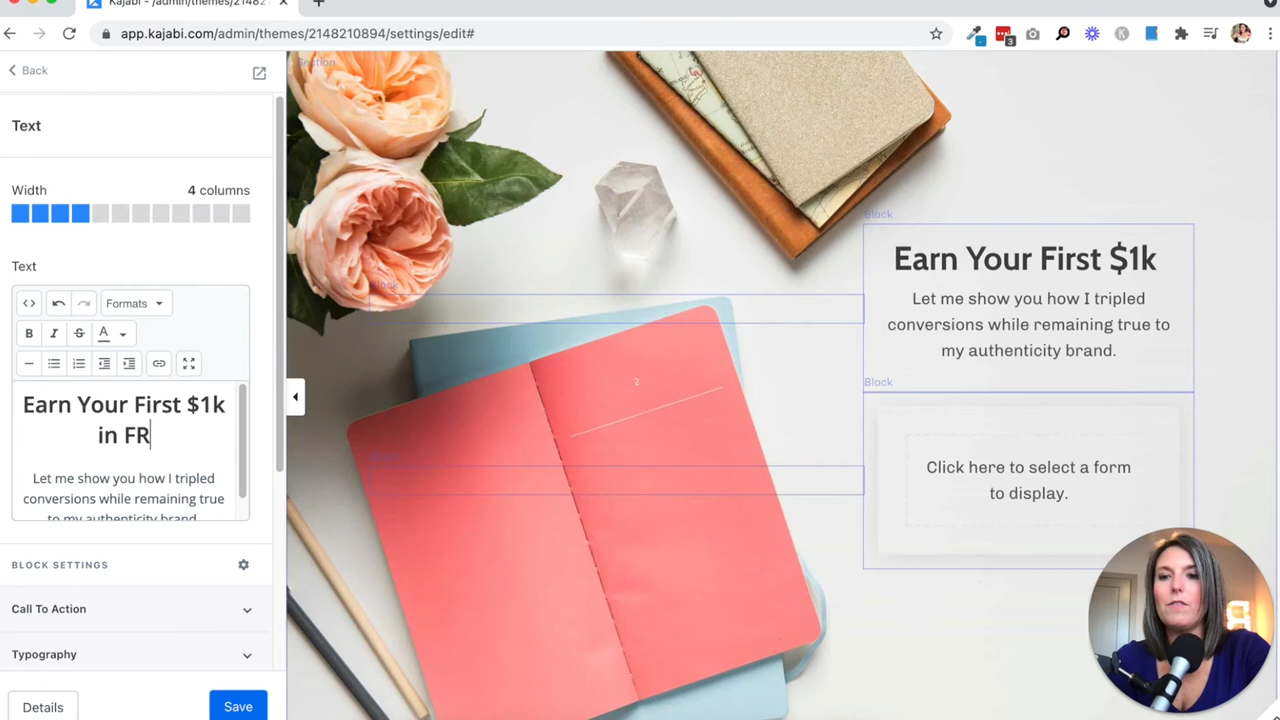 Kajabi - /admin/themes/21482
app.kajabi.com/admin/themes/2148210894/settings/edit#
3
Back
Text
Width
4 columns
Text
Formats
B I S A
Earn Your First $1k
in FR
Let me show you how I tripled
conversions while remaining true
to my authenticity brand.
BLOCK SETTINGS
Call To Action
Typography
Details
Save
Section
Block
Earn Your First $1k
Let me show you how I tripled
conversions while remaining true to
my authenticity brand.
Block
Click here to select a form
to display.